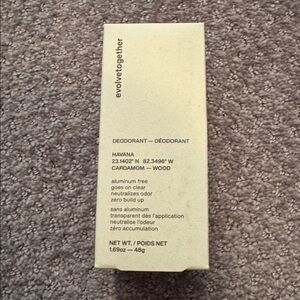 evolvetogether
DEODORANT — DÉODORANT
HAVANA
23.1402° N 82.3496° W
CARDAMOM — WOOD
aluminum free
goes on clear
neutralizes odor
zero build up
sans aluminum
transparent dès l'application
neutralise l'odeur
zéro accumulation
NET WT. / POIDS NET
1.69oz — 48g